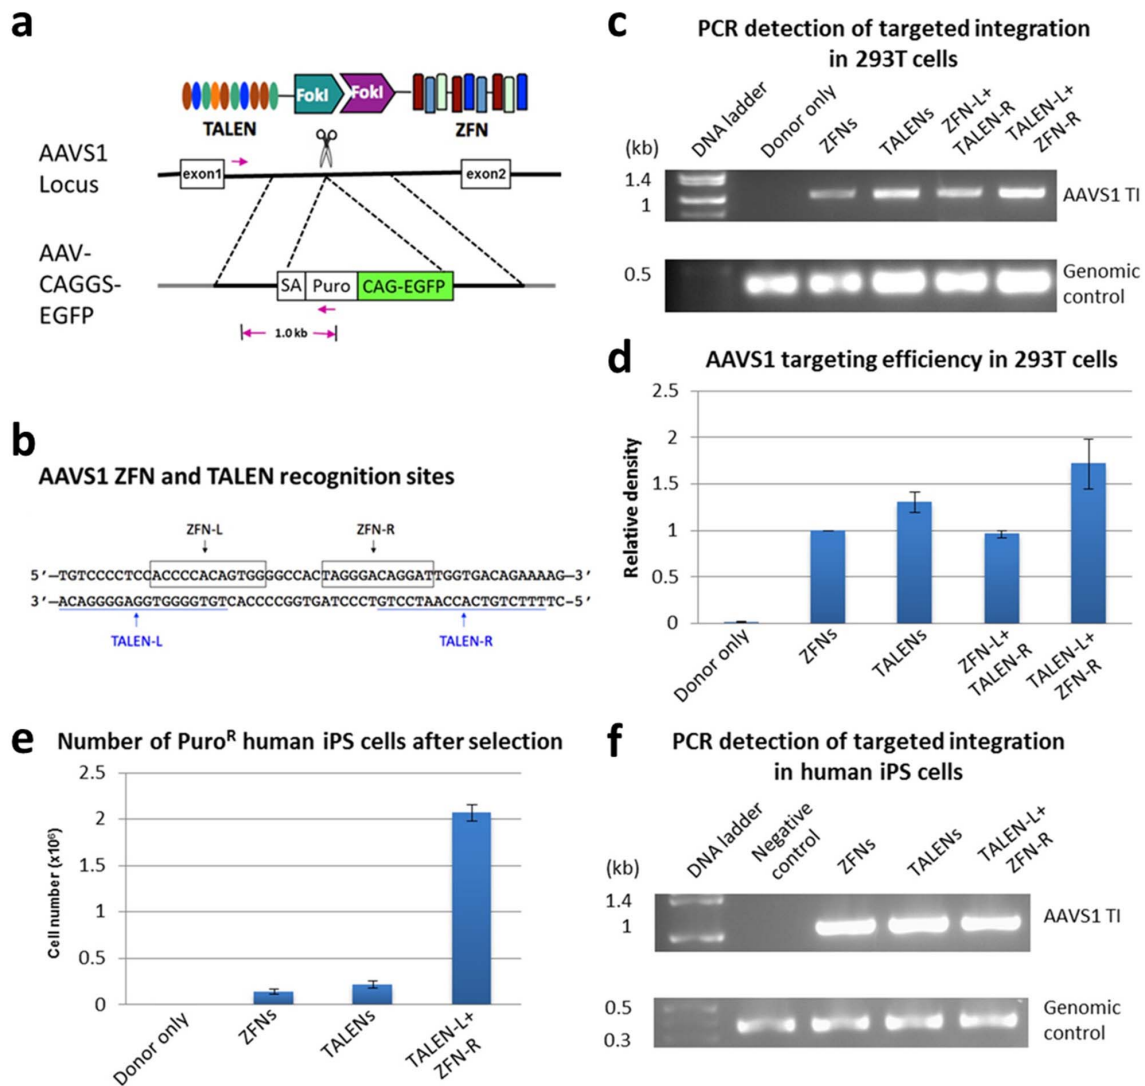 a
FokI FokI
TALEN
ZFN
AAVS1
Locus
exon1
exon2
AAV-
CAGGS-
EGFP
SA
Puro
CAG-EGFP
1.0 kb
b
AAVS1 ZFN and TALEN recognition sites
ZFN-L
ZFN-R
5’—TGTCCCCTCCACCCCACAGTGGGGCCACTAGGGACAGGATTGGTGACAGAAAAG—3’
3’—ACAGGGGAGGTGGGGTGTCACCCCGGTGATCCCTGTCCTAACCACTGTCTTTTC—5’
TALEN-L
TALEN-R
c
PCR detection of targeted integration
in 293T cells
(kb)
DNA ladder
Donor only
ZFNs
TALENs
ZFN-L+
TALEN-R
TALEN-L+
ZFN-R
1.4
1
AAVS1 TI
0.5
Genomic
control
d
AAVS1 targeting efficiency in 293T cells
Relative density
2.5
2
1.5
1
0.5
0
Donor only
ZFNs
TALENs
ZFN-L+
TALEN-R
TALEN-L+
ZFN-R
e
Number of Puroᴿ human iPS cells after selection
Cell number (x10⁶)
2.5
2
1.5
1
0.5
0
Donor only
ZFNs
TALENs
TALEN-L+
ZFN-R
f
PCR detection of targeted integration
in human iPS cells
(kb)
DNA ladder
Negative
control
ZFNs
TALENs
TALEN-L+
ZFN-R
1.4
1
AAVS1 TI
0.5
0.3
Genomic
control